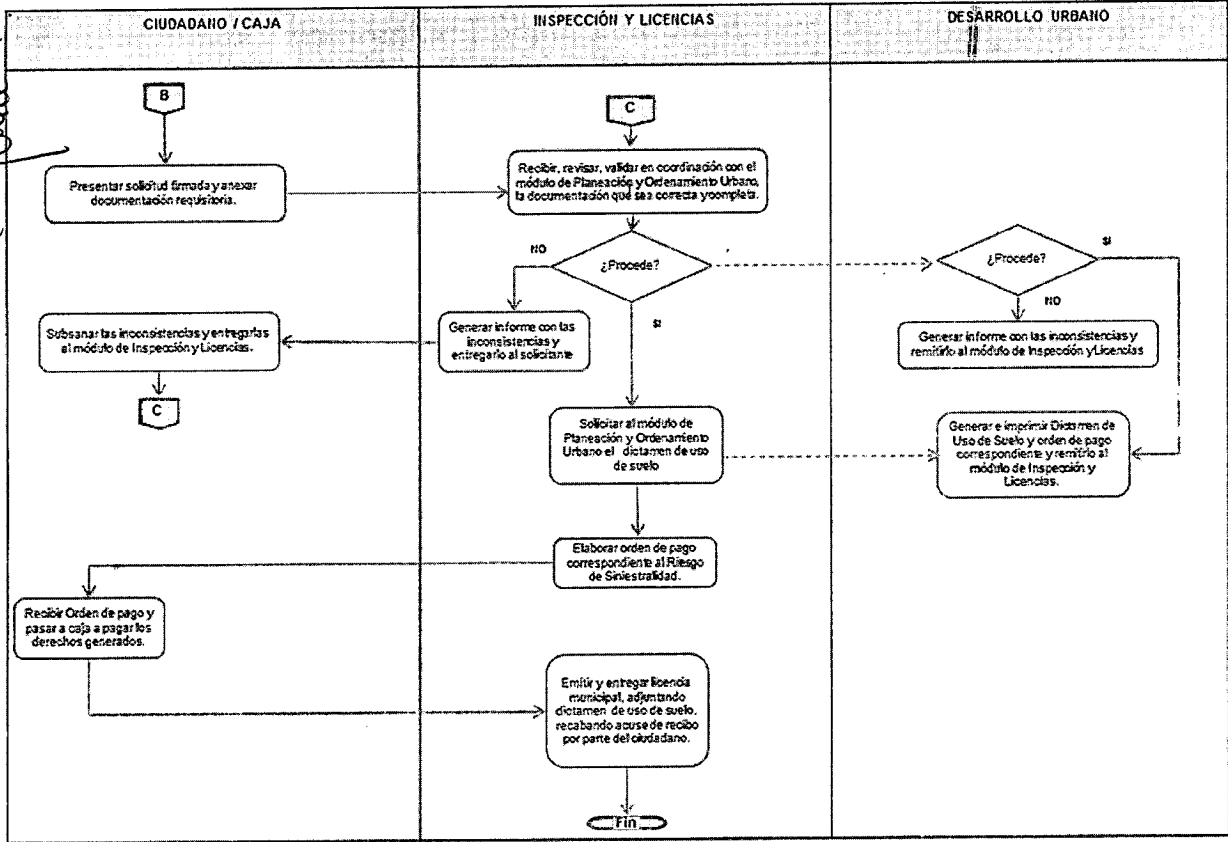 CIUDADANO / CAJA
INSPECCIÓN Y LICENCIAS
DESARROLLO URBANO
B
C
Presentar solicitud firmada y anexar
documentación requisitoria.
Recibir, revisar, validar en coordinación con el
módulo de Planeación y Ordenamiento Urbano,
la documentación que sea correcta y completa.
NO
¿Procede?
SI
¿Procede?
SI
NO
Subsanar las inconsistencias y entregarlas
al módulo de Inspección y Licencias.
Generar informe con las
inconsistencias y
entregarlo al solicitante
Generar informe con las inconsistencias y
remitirlo al módulo de Inspección y Licencias
C
Solicitar al módulo de
Planeación y Ordenamiento
Urbano el dictamen de uso
de suelo
Generar e imprimir Dictamen de
Uso de Suelo y orden de pago
correspondiente y remitirlo al
módulo de Inspección y
Licencias.
Elaborar orden de pago
correspondiente al Riesgo
de Siniestralidad.
Recibir Orden de pago y
pasar a caja a pagar los
derechos generados.
Emitir y entregar licencia
municipal, adjuntando
dictamen de uso de suelo,
recabando acuse de recibo
por parte del ciudadano.
Fin